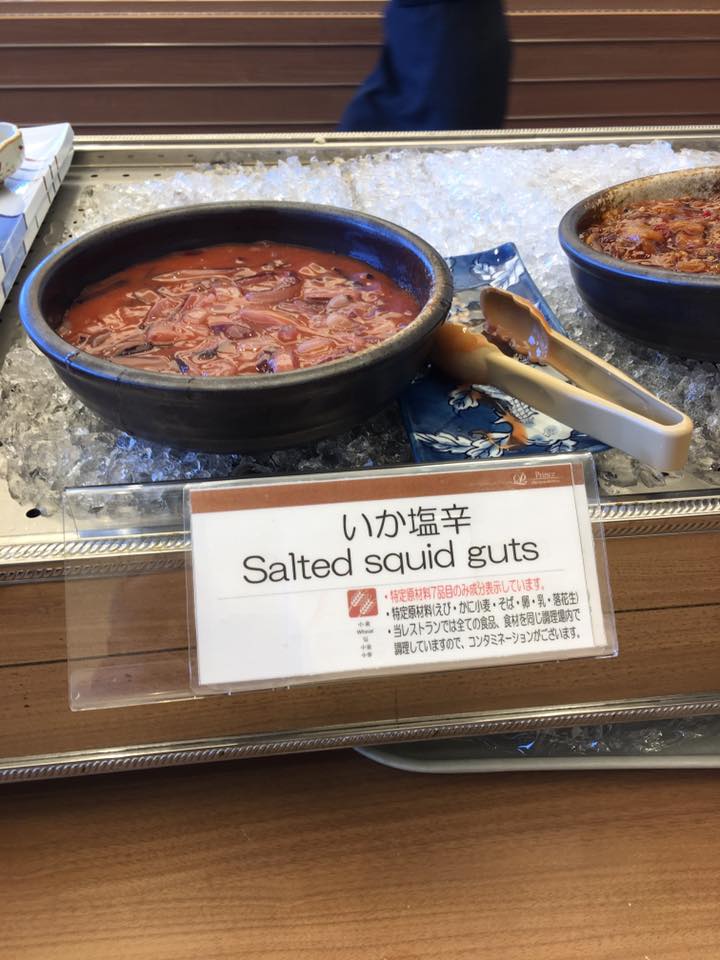 Prince
いか塩辛
Salted squid guts
・特定原材料7品目のみ成分表示しています。
・特定原材料(えび・かに小麦・そば・卵・乳・落花生)
・当レストランでは全ての食品、食材を同じ調理場内で
調理していますので、コンタミネーションがございます。
小麦
Wheat
小麦